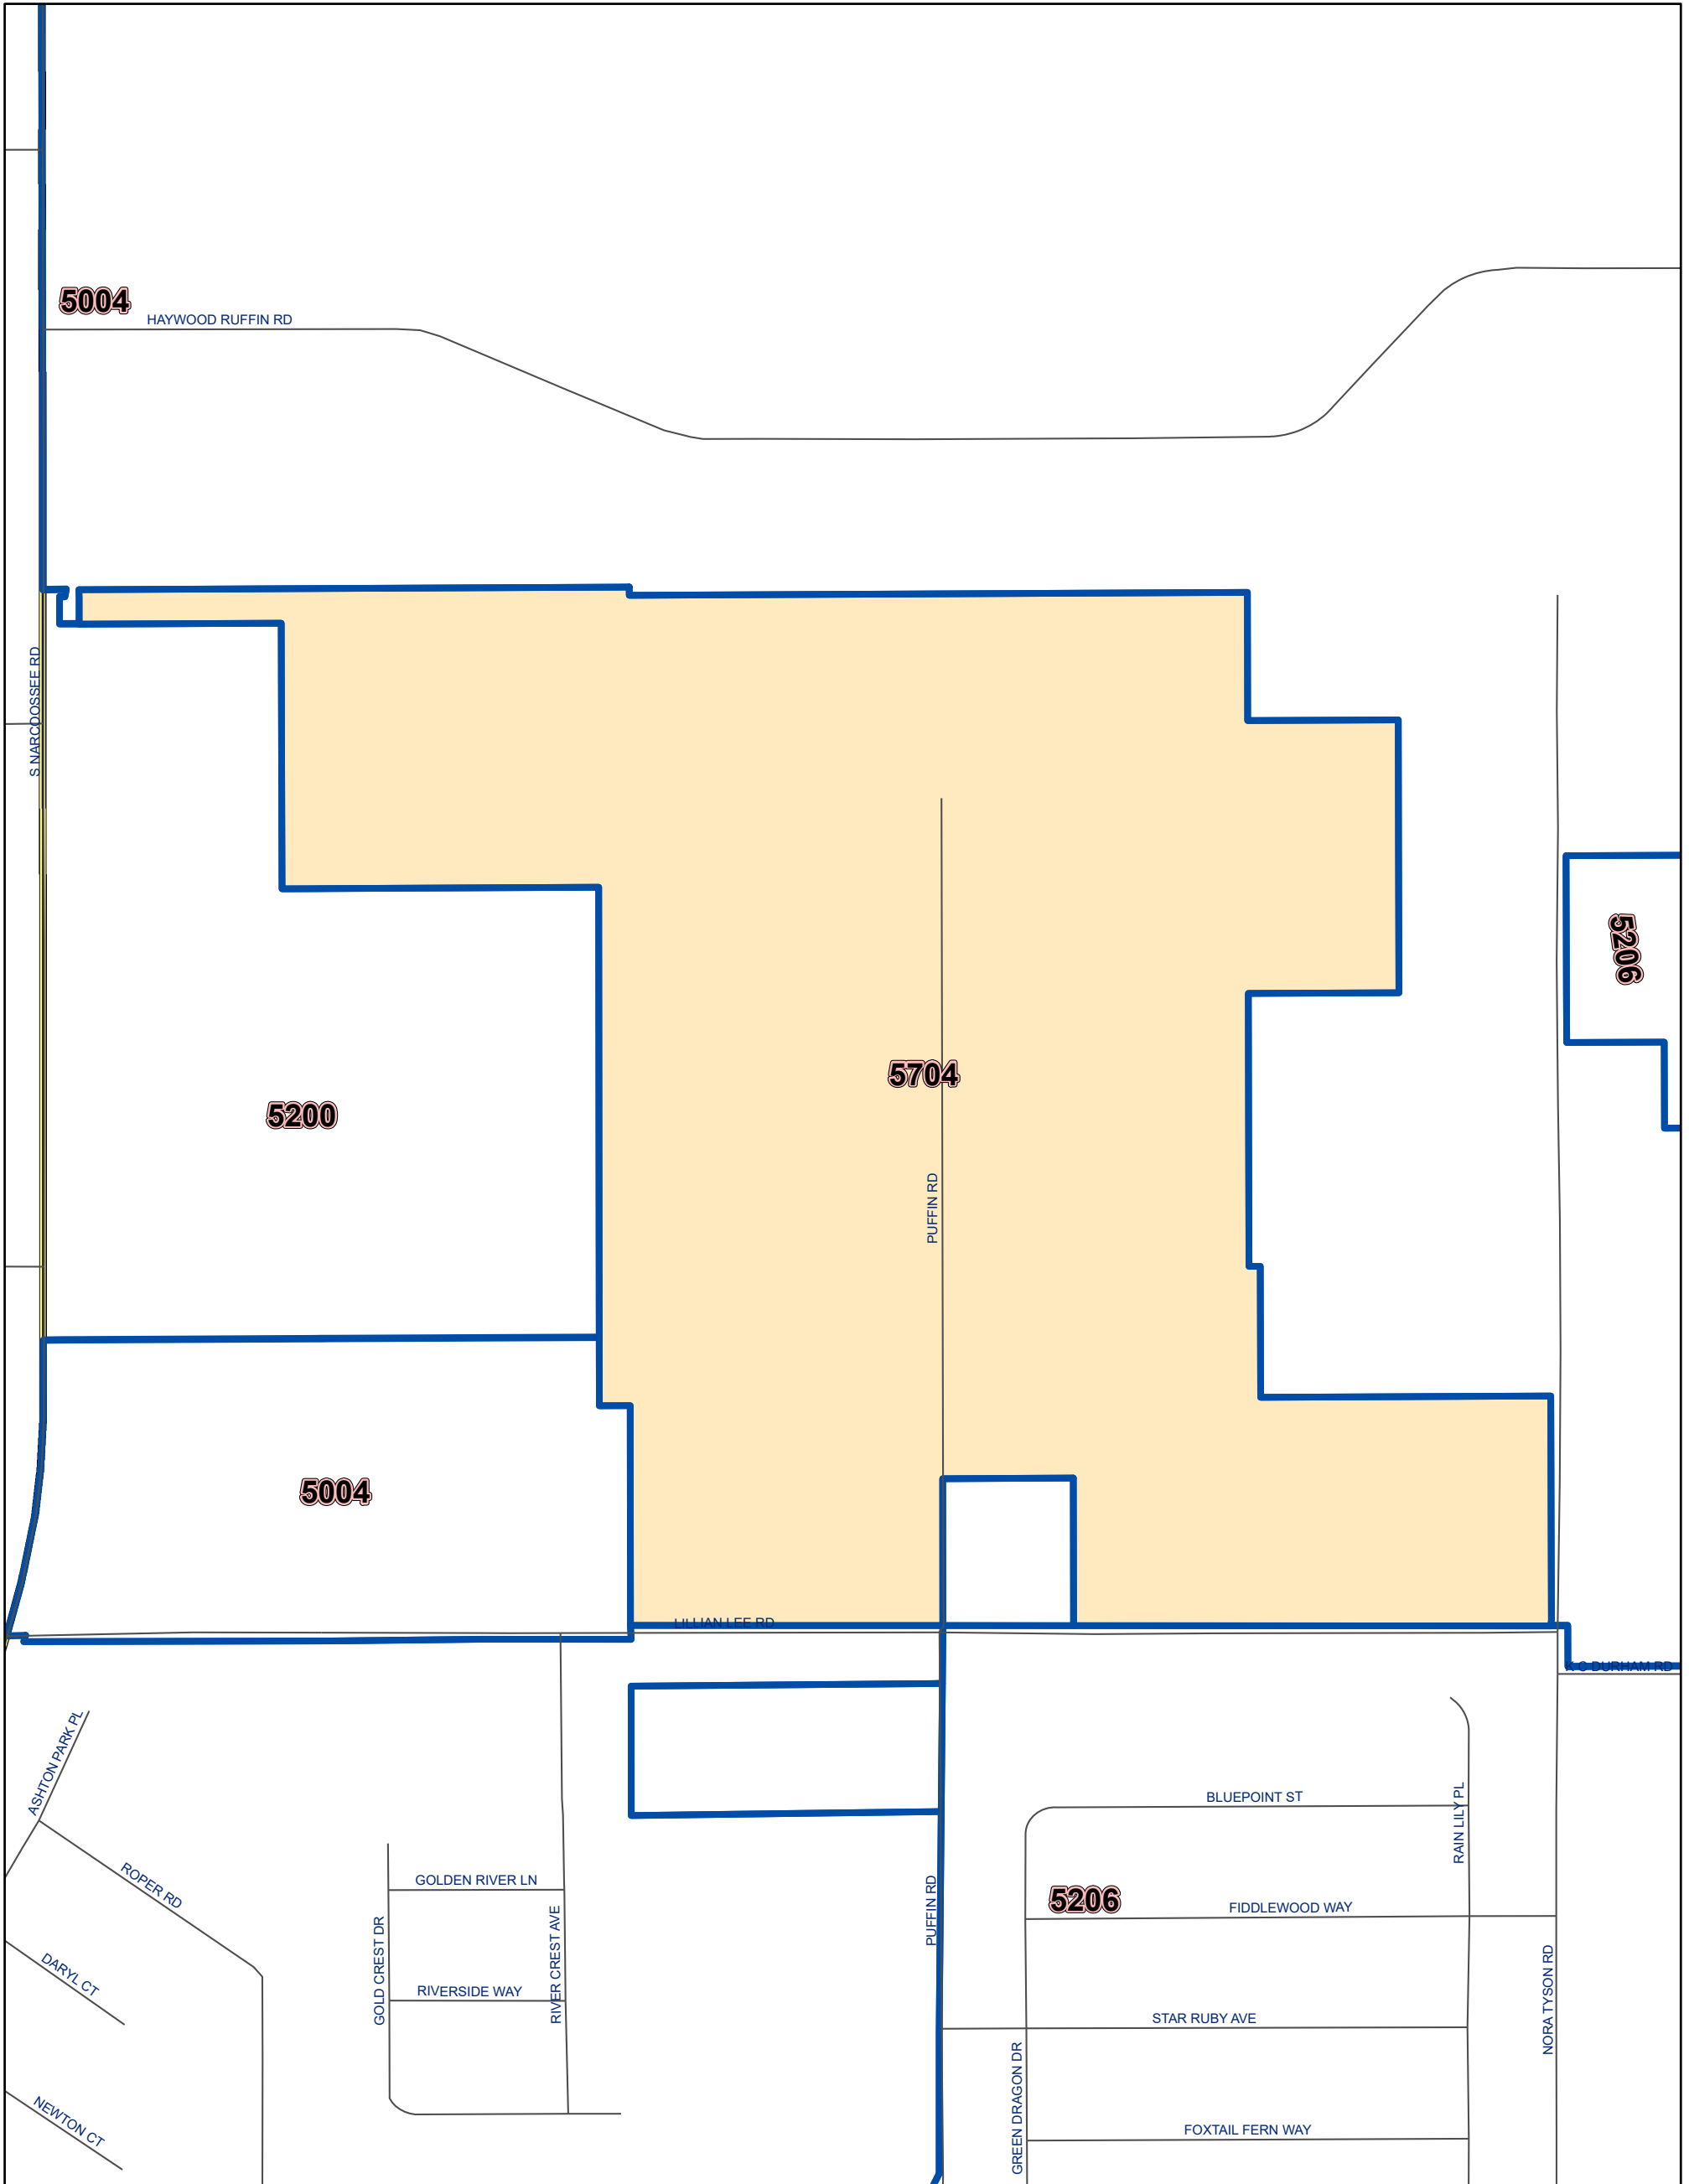 5004
HAYWOOD RUFFIN RD
S NARCOOSSEE RD
5206
5704
5200
PUFFIN RD
5004
LILLIAN LEE RD
K C DURHAM RD
ASHTON PARK PL
BLUEPOINT ST
RAIN LILY PL
ROPER RD
GOLDEN RIVER LN
5206
FIDDLEWOOD WAY
PUFFIN RD
GOLD CREST DR
RIVER CREST AVE
DARYL CT
RIVERSIDE WAY
NORA TYSON RD
STAR RUBY AVE
GREEN DRAGON DR
NEWTON CT
FOXTAIL FERN WAY